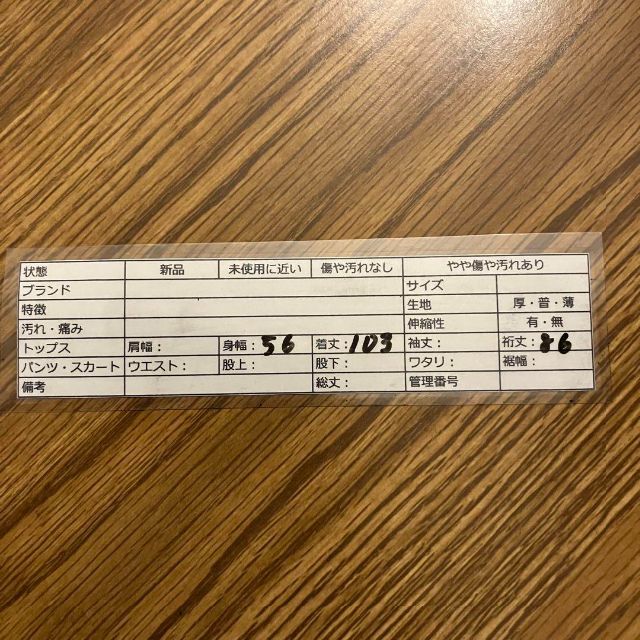 状態 新品 未使用に近い 傷や汚れなし やや傷や汚れあり
ブランド サイズ
特徴 生地 厚・普・薄
汚れ・痛み 伸縮性 有・無
トップス 肩幅: 身幅:56 着丈:103 袖丈: 裄丈:86
パンツ・スカート ウエスト: 股上: 股下: ワタリ: 裾幅:
備考 総丈: 管理番号